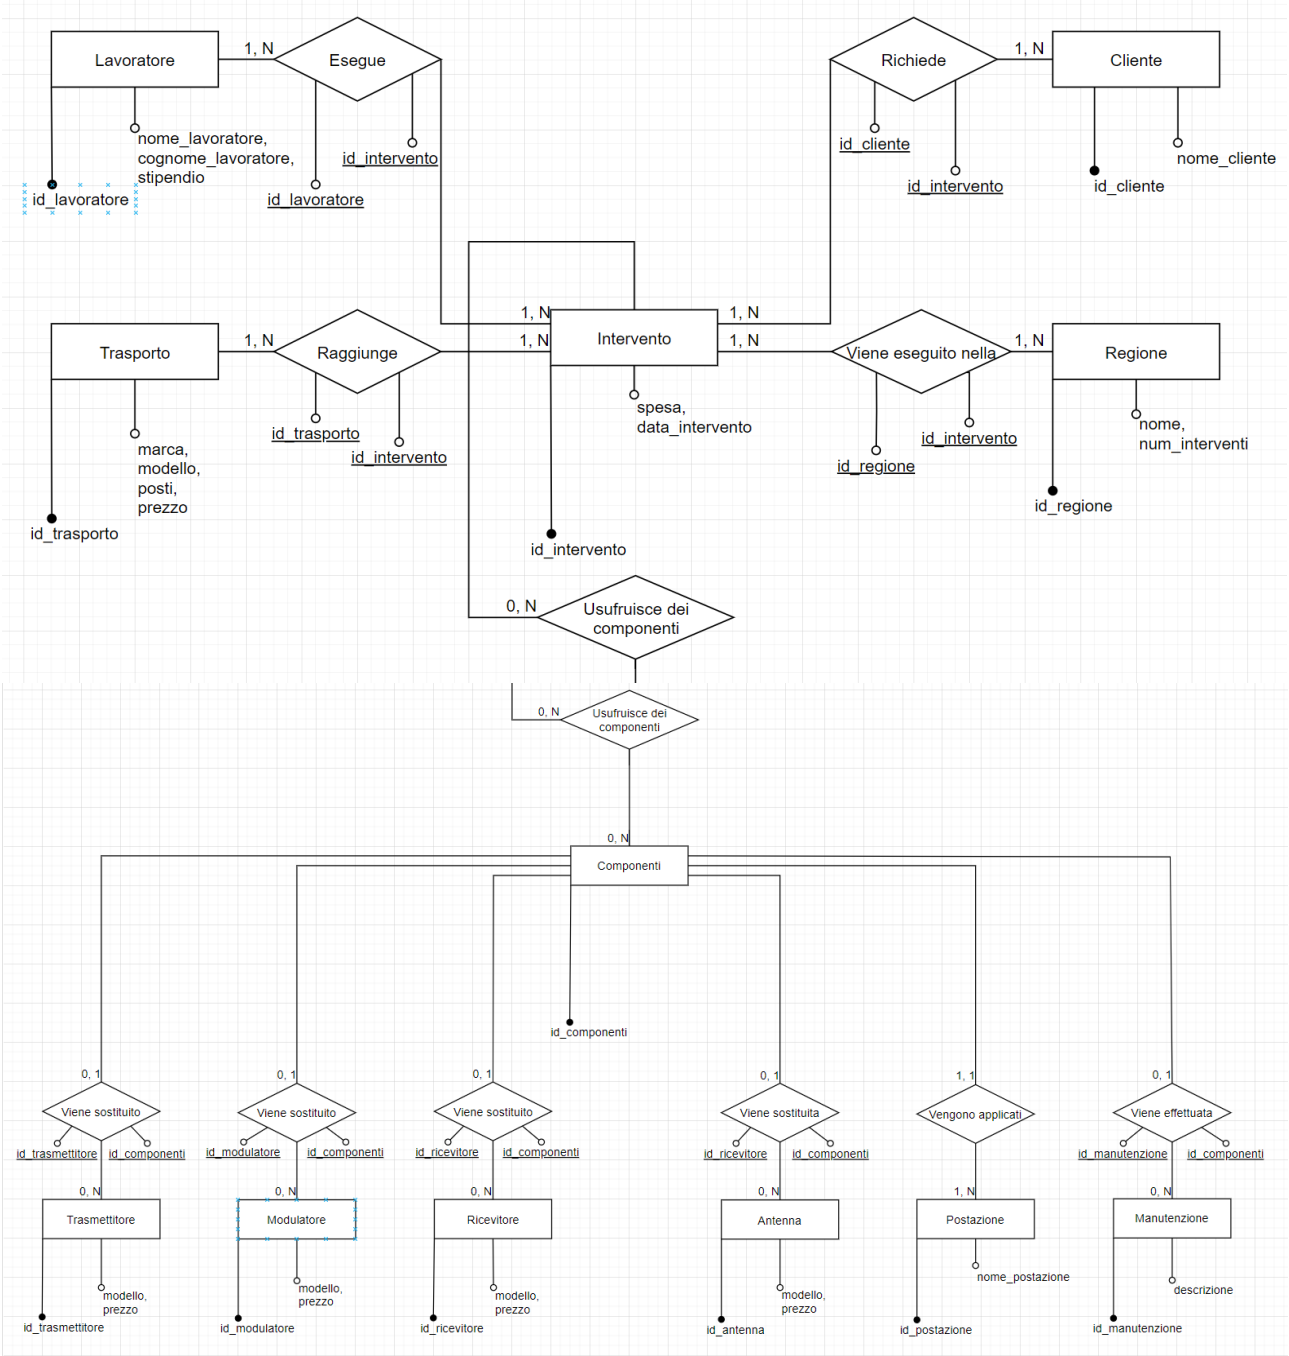 Lavoratore
1, N
Esegue
Richiede
1, N
Cliente
nome_lavoratore,
cognome_lavoratore,
stipendio
id_lavoratore
id_intervento
id_lavoratore
id_cliente
id_intervento
nome_cliente
id_cliente
1, N
1, N
Trasporto
1, N
Raggiunge
1, N
Intervento
1, N
Viene eseguito nella
1, N
Regione
id_trasporto
id_intervento
marca,
modello,
posti,
prezzo
id_trasporto
spesa,
data_intervento
id_intervento
id_regione
id_intervento
nome,
num_interventi
id_regione
0, N
Usufruisce dei
componenti
0, N
Usufruisce dei
componenti
0, N
Componenti
id_componenti
0, 1
0, 1
0, 1
0, 1
1, 1
0, 1
Viene sostituito
Viene sostituito
Viene sostituito
Viene sostituita
Vengono applicati
Viene effettuata
id_trasmettitore
id_componenti
id_modulatore
id_componenti
id_ricevitore
id_componenti
id_ricevitore
id_componenti
id_manutenzione
id_componenti
0, N
0, N
0, N
0, N
1, N
0, N
Trasmettitore
Modulatore
Ricevitore
Antenna
Postazione
Manutenzione
modello,
prezzo
modello,
prezzo
modello,
prezzo
modello,
prezzo
nome_postazione
descrizione
id_trasmettitore
id_modulatore
id_ricevitore
id_antenna
id_postazione
id_manutenzione